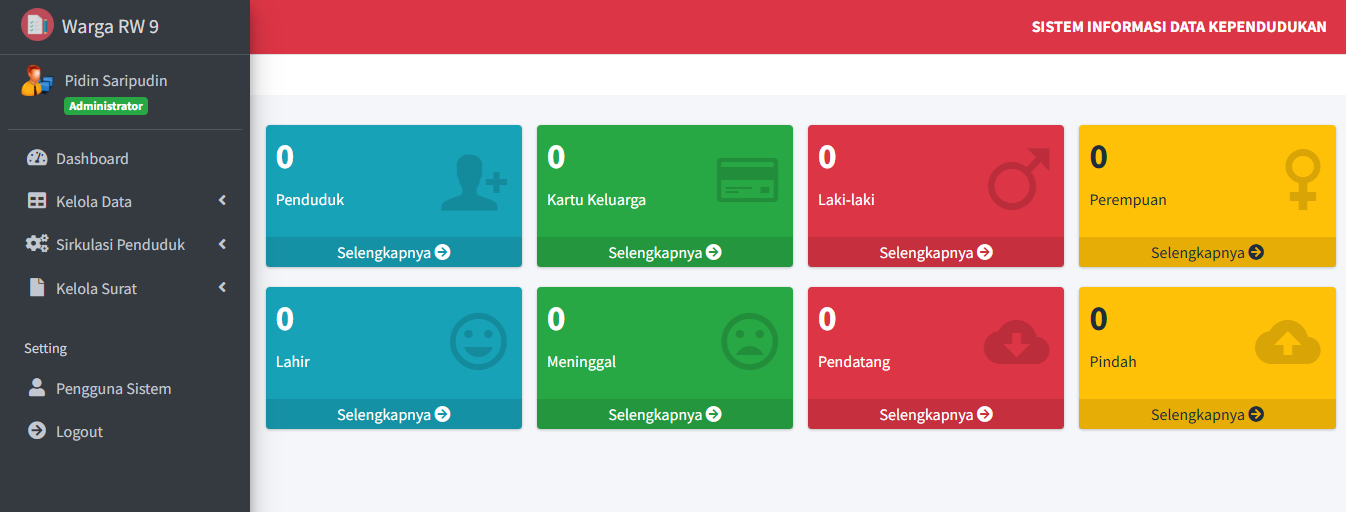 Warga RW 9
SISTEM INFORMASI DATA KEPENDUDUKAN
Pidin Saripudin
Administrator
Dashboard
Kelola Data
Sirkulasi Penduduk
Kelola Surat
Setting
Pengguna Sistem
Logout
0
Penduduk
Selengkapnya
0
Kartu Keluarga
Selengkapnya
0
Laki-laki
Selengkapnya
0
Perempuan
Selengkapnya
0
Lahir
Selengkapnya
0
Meninggal
Selengkapnya
0
Pendatang
Selengkapnya
0
Pindah
Selengkapnya